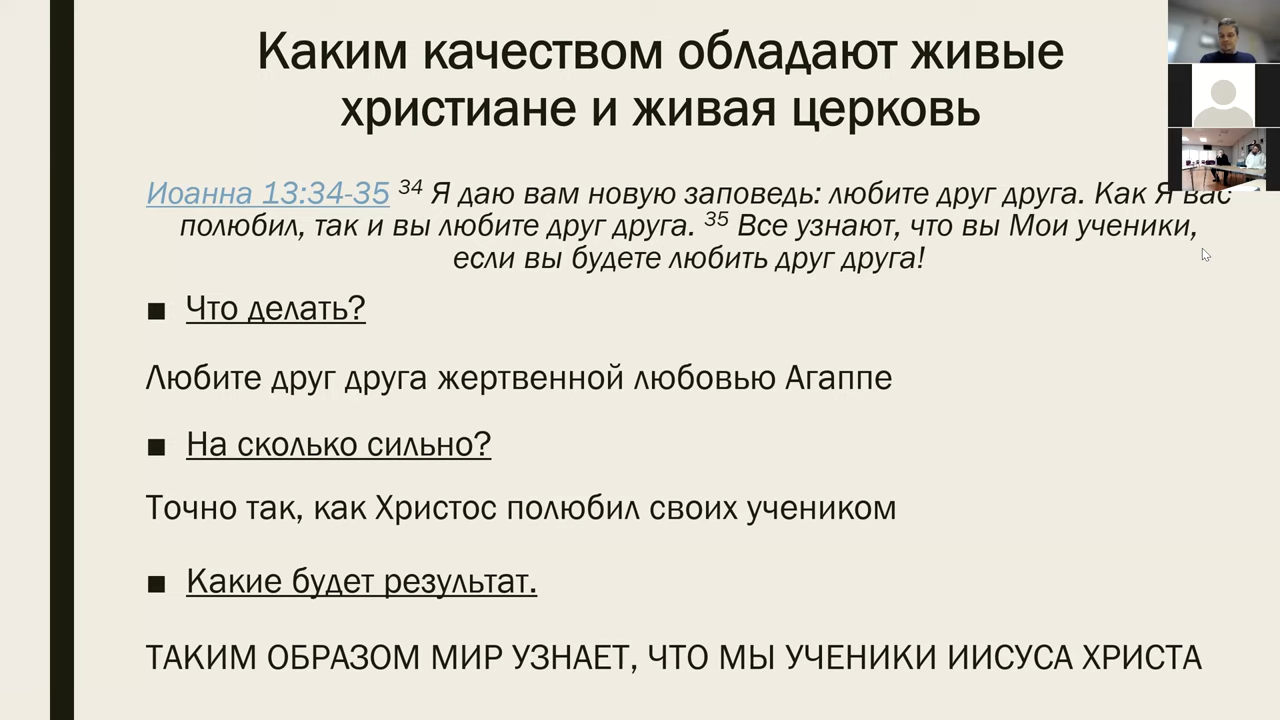 Каким качеством обладают живые
христиане и живая церковь
Иоанна 13:34-35 ³⁴ Я даю вам новую заповедь: любите друг друга. Как Я вас
полюбил, так и вы любите друг друга. ³⁵ Все узнают, что вы Мои ученики,
если вы будете любить друг друга!
■ Что делать?
Любите друг друга жертвенной любовью Агаппе
■ На сколько сильно?
Точно так, как Христос полюбил своих учеником
■ Какие будет результат.
ТАКИМ ОБРАЗОМ МИР УЗНАЕТ, ЧТО МЫ УЧЕНИКИ ИИСУСА ХРИСТА